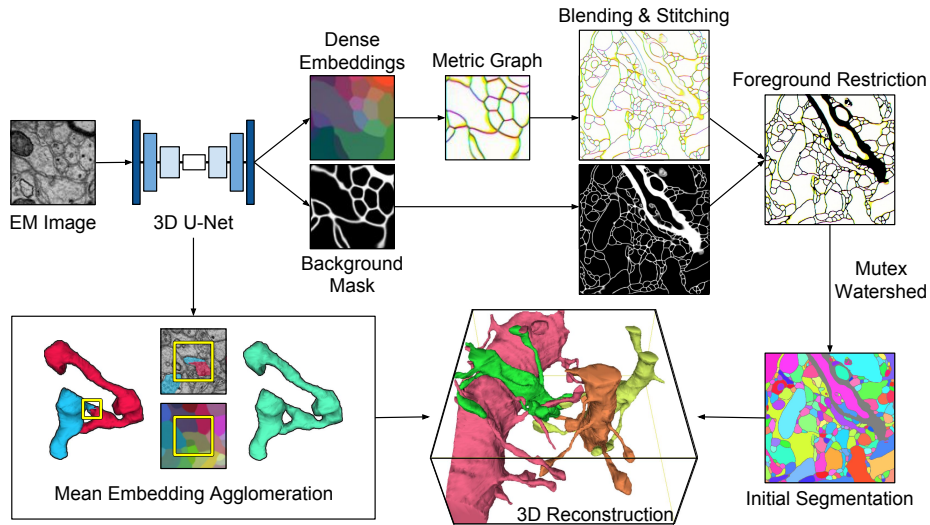 Blending & Stitching
Dense
Embeddings
Metric Graph
Foreground Restriction
EM Image
3D U-Net
Background
Mask
Mutex
Watershed
Mean Embedding Agglomeration
3D Reconstruction
Initial Segmentation